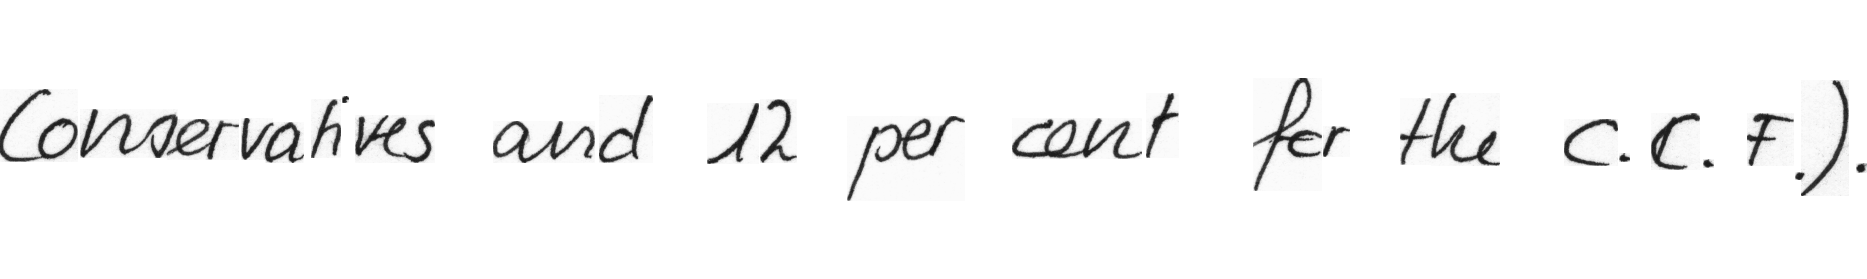 Conservatives and 12 per cent for the C.C.F.).